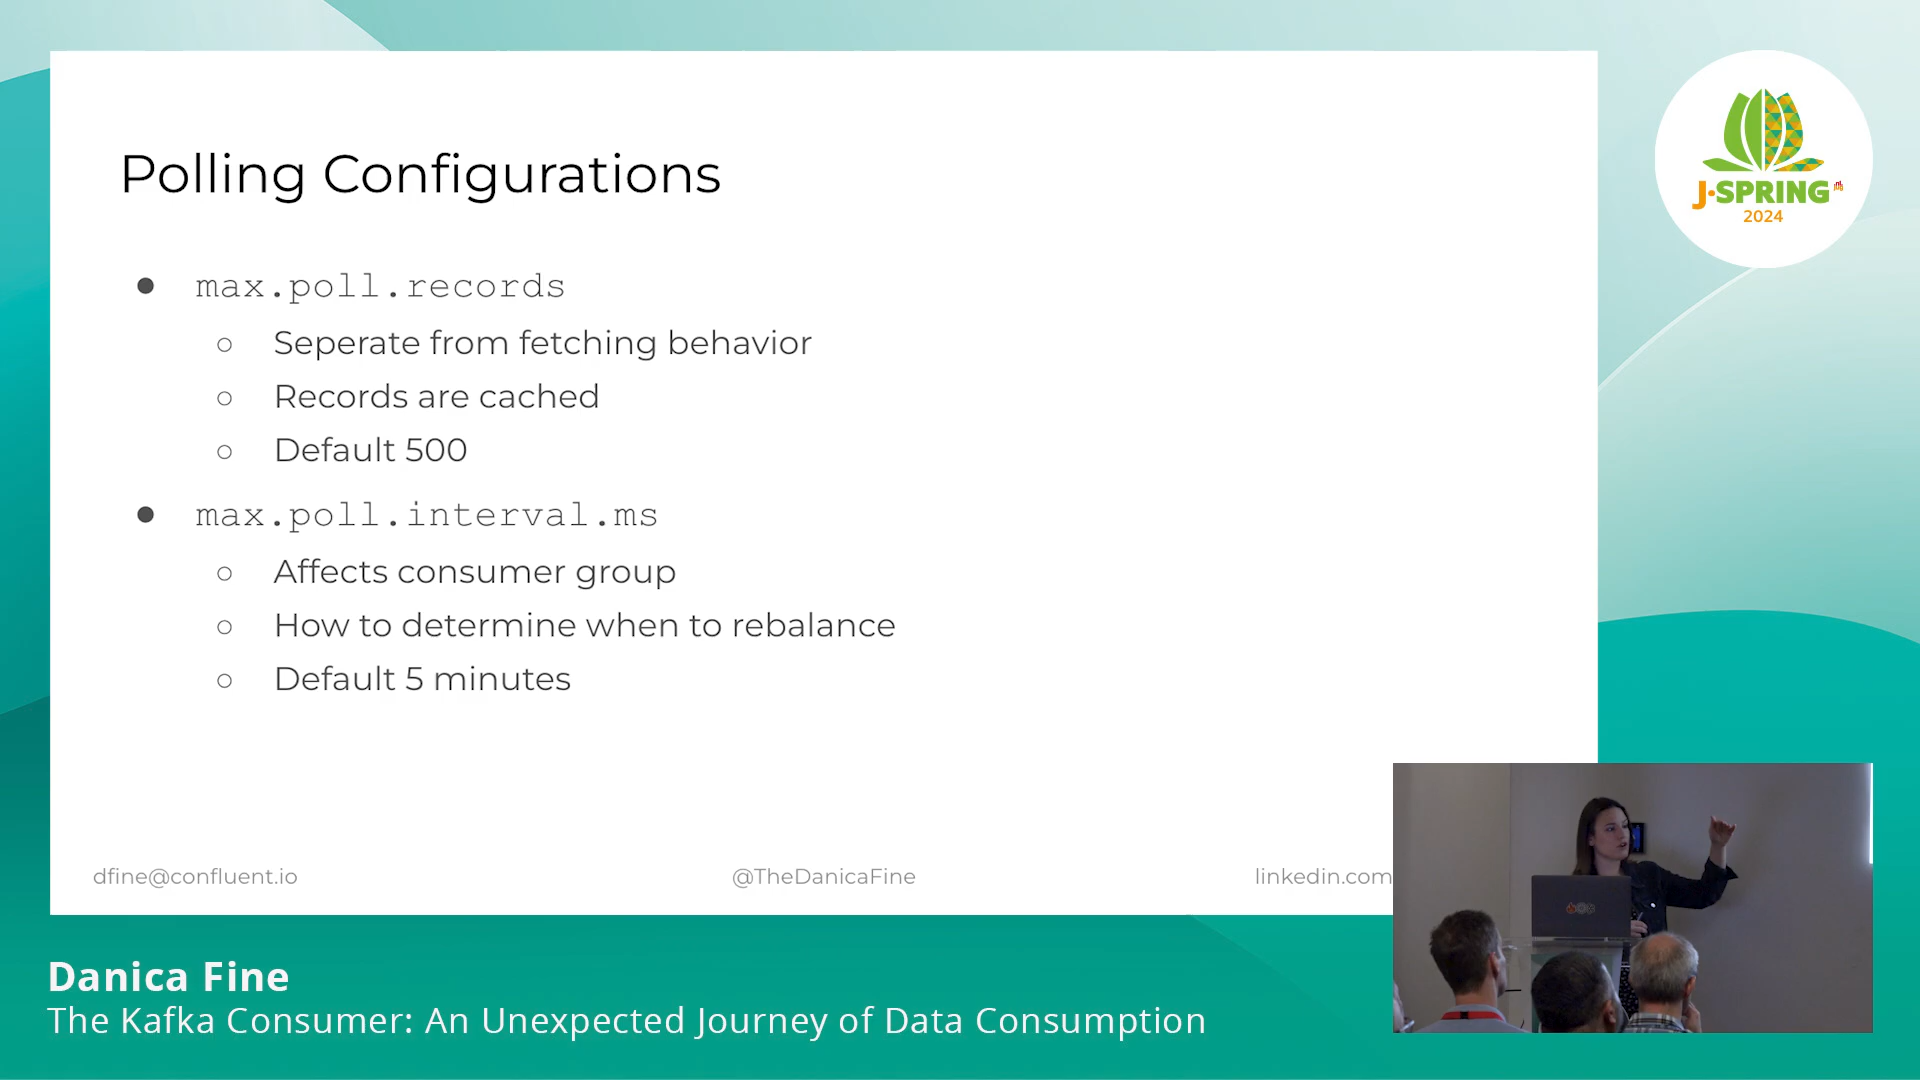 Polling Configurations
max.poll.records
Seperate from fetching behavior
Records are cached
Default 500
max.poll.interval.ms
Affects consumer group
How to determine when to rebalance
Default 5 minutes
dfine@confluent.io
@TheDanicaFine
linkedin.com
J-SPRING
2024
Danica Fine
The Kafka Consumer: An Unexpected Journey of Data Consumption